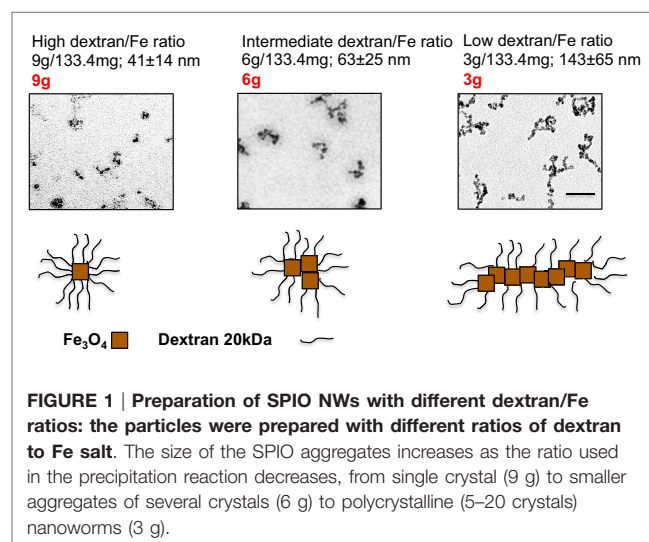 High dextran/Fe ratio
9g/133.4mg; 41±14 nm
9g
Intermediate dextran/Fe ratio
6g/133.4mg; 63±25 nm
6g
Low dextran/Fe ratio
3g/133.4mg; 143±65 nm
3g
Fe₃O₄
Dextran 20kDa
FIGURE 1 | Preparation of SPIO NWs with different dextran/Fe
ratios: the particles were prepared with different ratios of dextran
to Fe salt. The size of the SPIO aggregates increases as the ratio used
in the precipitation reaction decreases, from single crystal (9 g) to smaller
aggregates of several crystals (6 g) to polycrystalline (5–20 crystals)
nanoworms (3 g).